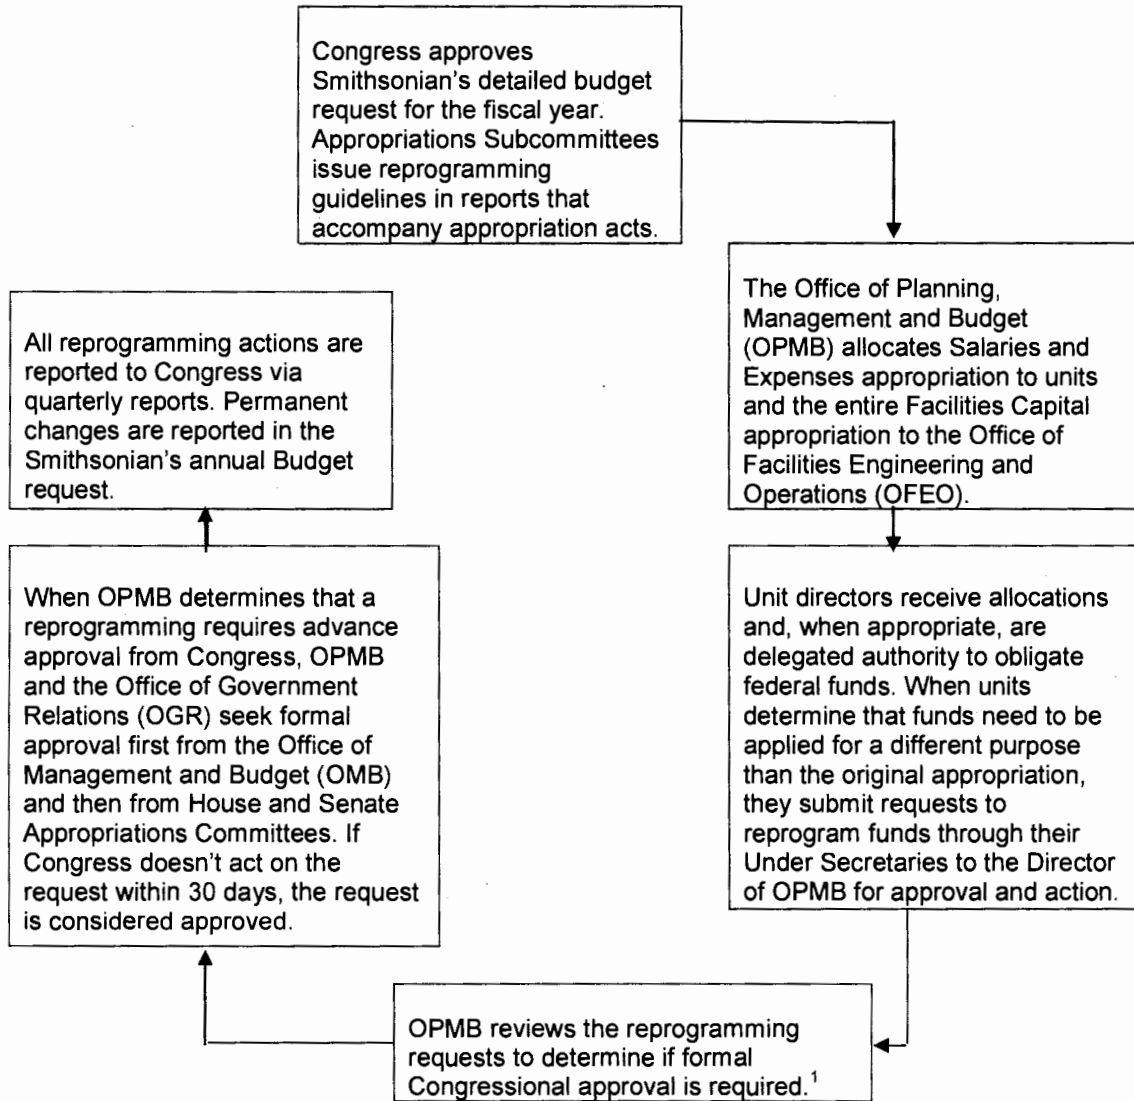 Congress approves
Smithsonian's detailed budget
request for the fiscal year.
Appropriations Subcommittees
issue reprogramming
guidelines in reports that
accompany appropriation acts.
The Office of Planning,
Management and Budget
(OPMB) allocates Salaries and
Expenses appropriation to units
and the entire Facilities Capital
appropriation to the Office of
Facilities Engineering and
Operations (OFEO).
Unit directors receive allocations
and, when appropriate, are
delegated authority to obligate
federal funds. When units
determine that funds need to be
applied for a different purpose
than the original appropriation,
they submit requests to
reprogram funds through their
Under Secretaries to the Director
of OPMB for approval and action.
OPMB reviews the reprogramming
requests to determine if formal
Congressional approval is required.¹
When OPMB determines that a
reprogramming requires advance
approval from Congress, OPMB
and the Office of Government
Relations (OGR) seek formal
approval first from the Office of
Management and Budget (OMB)
and then from House and Senate
Appropriations Committees. If
Congress doesn't act on the
request within 30 days, the request
is considered approved.
All reprogramming actions are
reported to Congress via
quarterly reports. Permanent
changes are reported in the
Smithsonian's annual Budget
request.